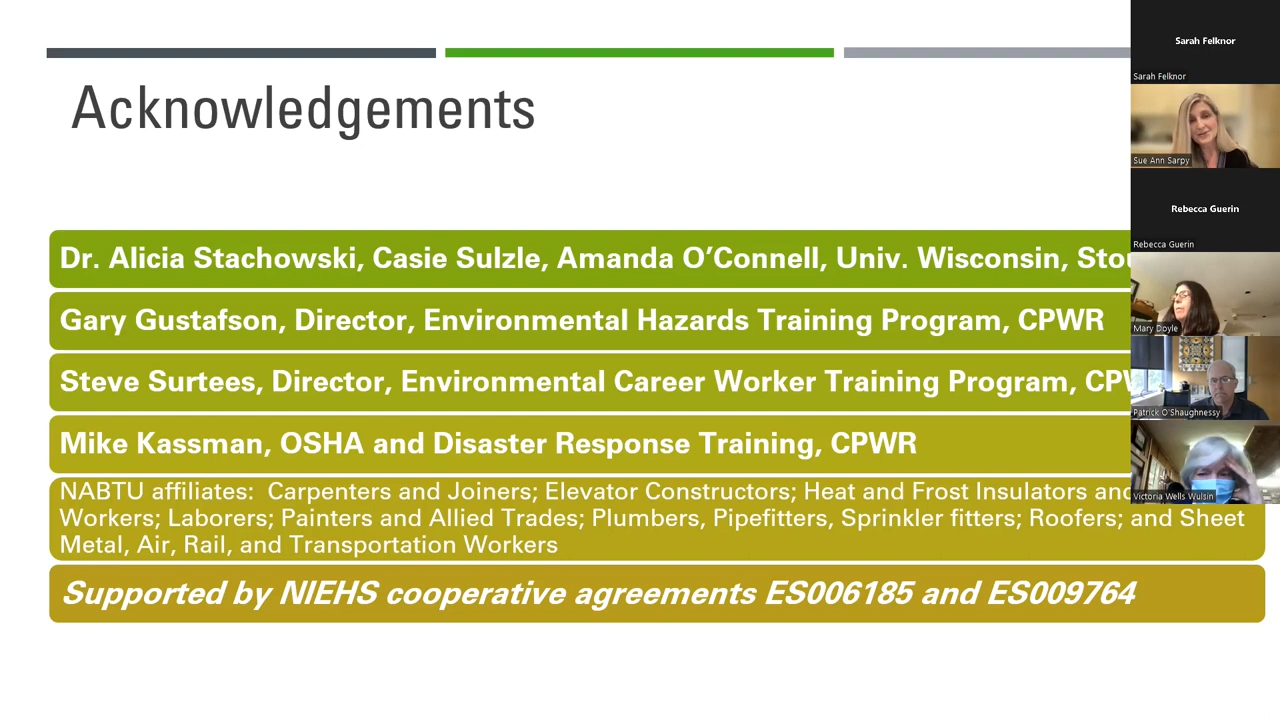 Acknowledgements
Dr. Alicia Stachowski, Casie Sulzle, Amanda O’Connell, Univ. Wisconsin,
Gary Gustafson, Director, Environmental Hazards Training Program, CPWR
Steve Surtees, Director, Environmental Career Worker Training Program,
Mike Kassman, OSHA and Disaster Response Training, CPWR
NABTU affiliates:  Carpenters and Joiners; Elevator Constructors; Heat and Frost Insulators
Workers; Laborers; Painters and Allied Trades; Plumbers, Pipefitters, Sprinkler fitters; Roofers; and Sheet
Metal, Air, Rail, and Transportation Workers
Supported by NIEHS cooperative agreements ES006185 and ES009764
Sarah Felknor
Sarah Felknor
Sue Ann Sarpy
Rebecca Guerin
Rebecca Guerin
Mary Doyle
Patrick O'Shaughnessy
Victoria Wells Wulsin